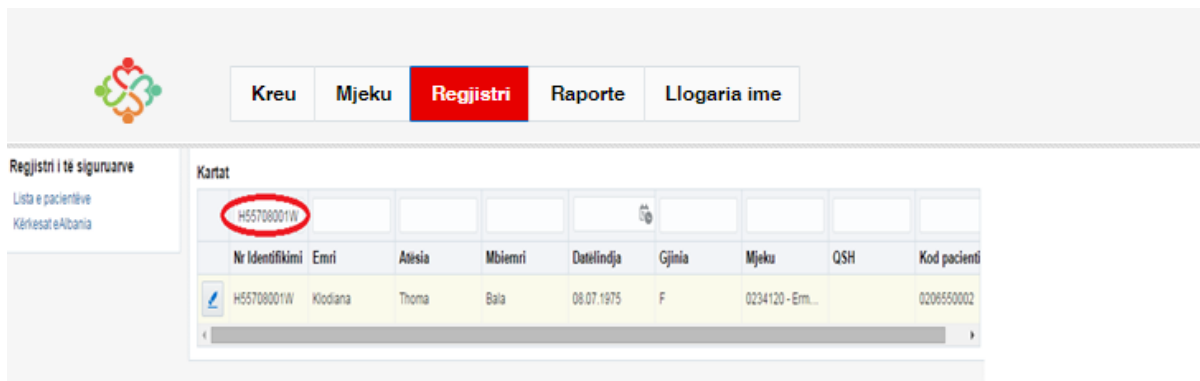 Kreu Mjeku Regjistri Raporte Llogaria ime
Regjistri i të siguruarve
Lista e pacientëve
Kërkesat eAlbania
Kartat
H55708001W
Nr Identifikimi Emri Atësia Mbiemri Datëlindja Gjinia Mjeku QSH Kod pacienti
H55708001W Klodiana Thoma Bala 08.07.1975 F 0234120 - Erm... 0206550002